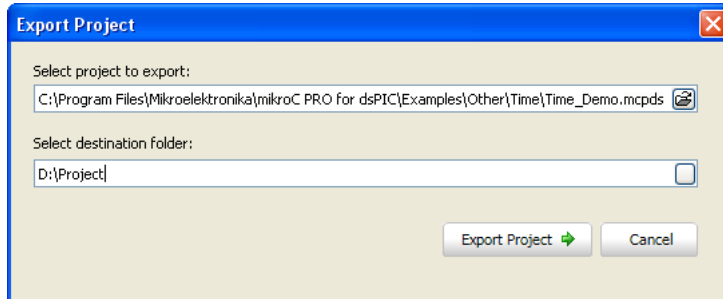 Export Project
Select project to export:
C:\Program Files\Mikroelektronika\mikroC PRO for dsPIC\Examples\Other\Time\Time_Demo.mcpds
Select destination folder:
D:\Project
Export Project Cancel